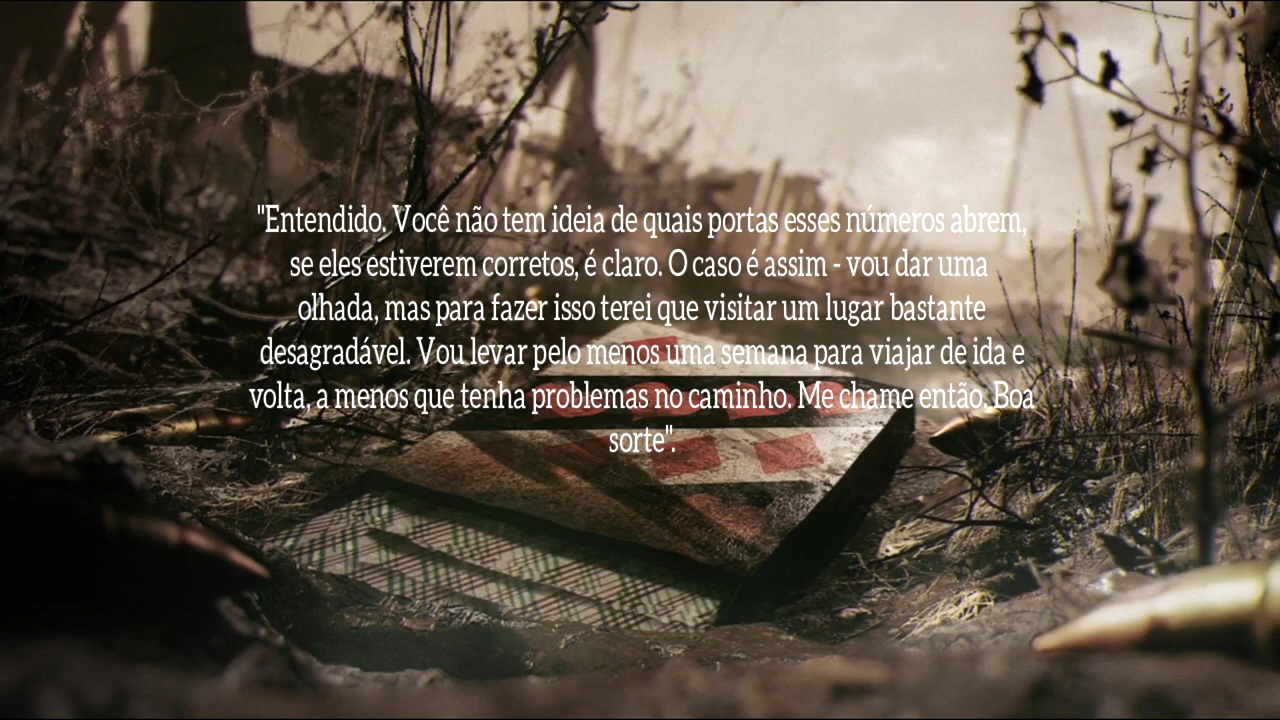 "Entendido. Você não tem ideia de quais portas esses números abrem,
se eles estiverem corretos, é claro. O caso é assim - vou dar uma
olhada, mas para fazer isso terei que visitar um lugar bastante
desagradável. Vou levar pelo menos uma semana para viajar de ida e
volta, a menos que tenha problemas no caminho. Me chame então. Boa
sorte".